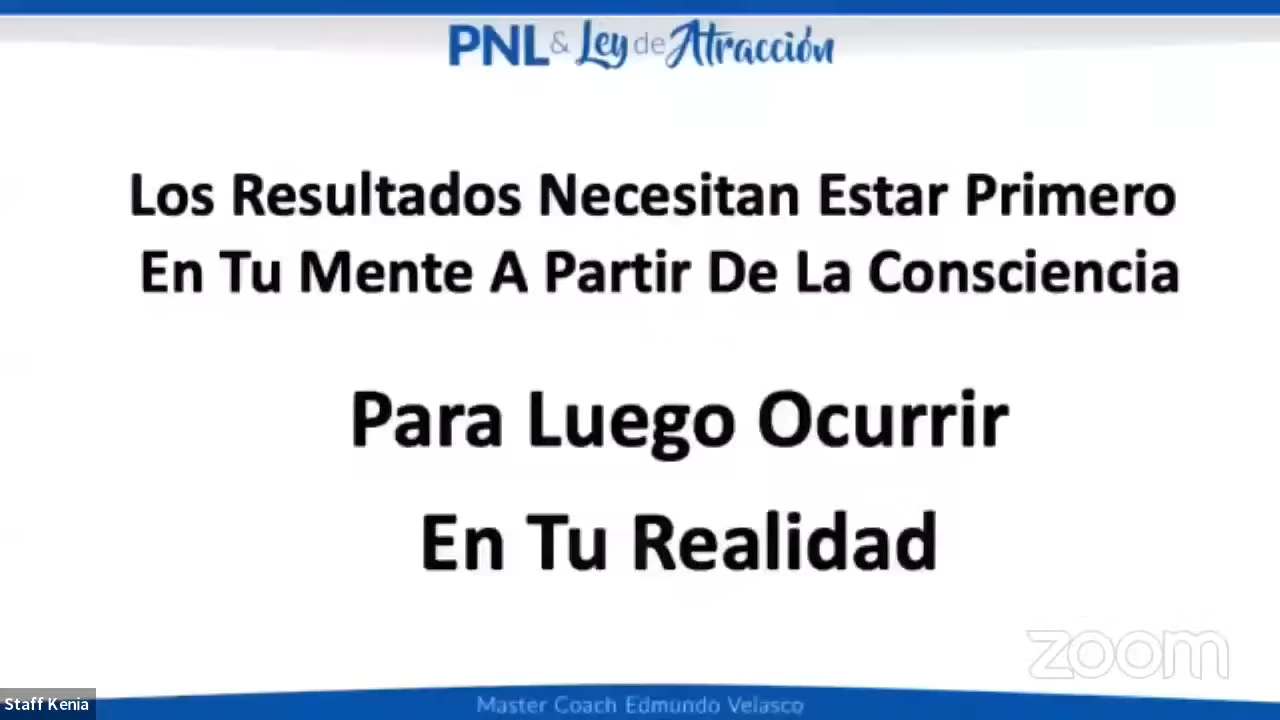 PNL & Ley de Atracción
Los Resultados Necesitan Estar Primero
En Tu Mente A Partir De La Consciencia
Para Luego Ocurrir
En Tu Realidad
zoom
Staff Kenia
Master Coach Edmundo Velasco